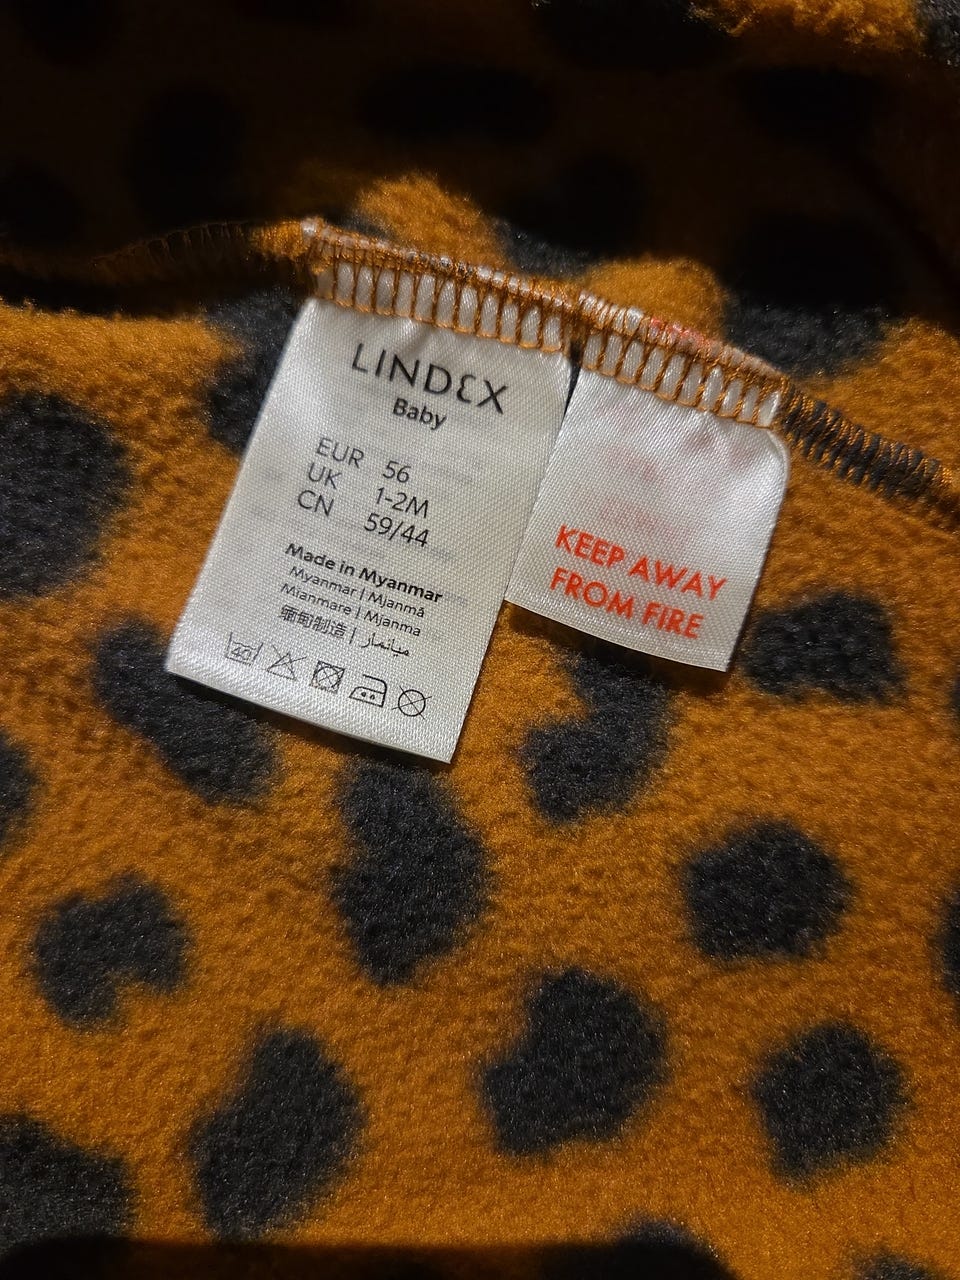 LINDEX
Baby
EUR 56
UK 1-2M
CN 59/44
Made in Myanmar
Myanmar | Mjanmā
Mianmare | Mjanma
缅甸制造 | ميانمار
40
KEEP AWAY
FROM FIRE